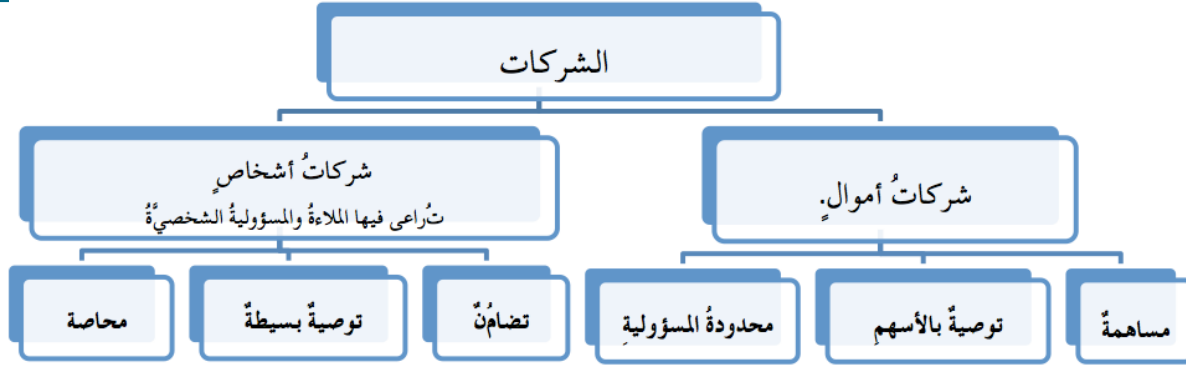 الشركات
شركاتُ أموالٍ.
شركاتُ أشخاصٍ
تُراعى فيها الملاءةُ والمسؤوليةُ الشخصيَّةُ
مساهمةٌ
توصيةٌ بالأسهمِ
محدودةُ المسؤوليةِ
تضامُنٌ
توصيةٌ بسيطةٌ
محاصة